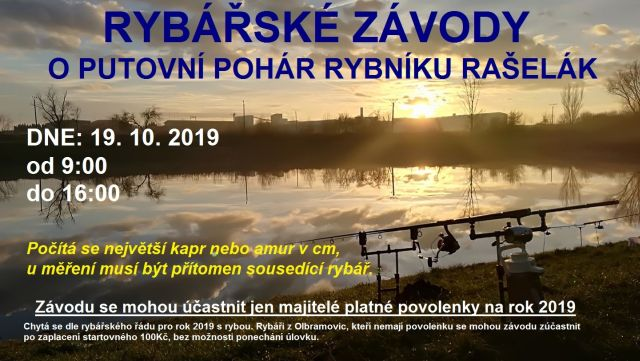 RYBÁŘSKÉ ZÁVODY
O PUTOVNÍ POHÁR RYBNÍKU RAŠELÁK
DNE: 19. 10. 2019
od 9:00
do 16:00
Počítá se největší kapr nebo amur v cm,
u měření musí být přítomen sousedící rybář.
Závodu se mohou účastnit jen majitelé platné povolenky na rok 2019
Chytá se dle rybářského řádu pro rok 2019 s rybou. Rybáři z Olbramovic, kteří nemají povolenku se mohou závodu zúčastnit
po zaplacení startovného 100Kč, bez možnosti ponechání úlovku.